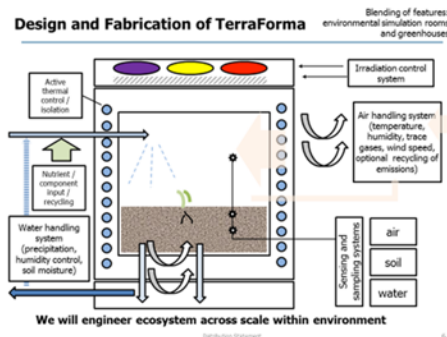 Design and Fabrication of TerraForma
Blending of features:
environmental simulation rooms
and greenhouses
Active
thermal control /
isolation
Irradiation control
system
Air handling system
(temperature,
humidity, trace
gases, wind speed,
optional recycling of
emissions)
Nutrient /
component
input /
recycling
Water handling
system
(precipitation,
humidity control,
soil moisture)
Sensing and
sampling systems
air
soil
water
We will engineer ecosystem across scale within environment
Distribution Statement